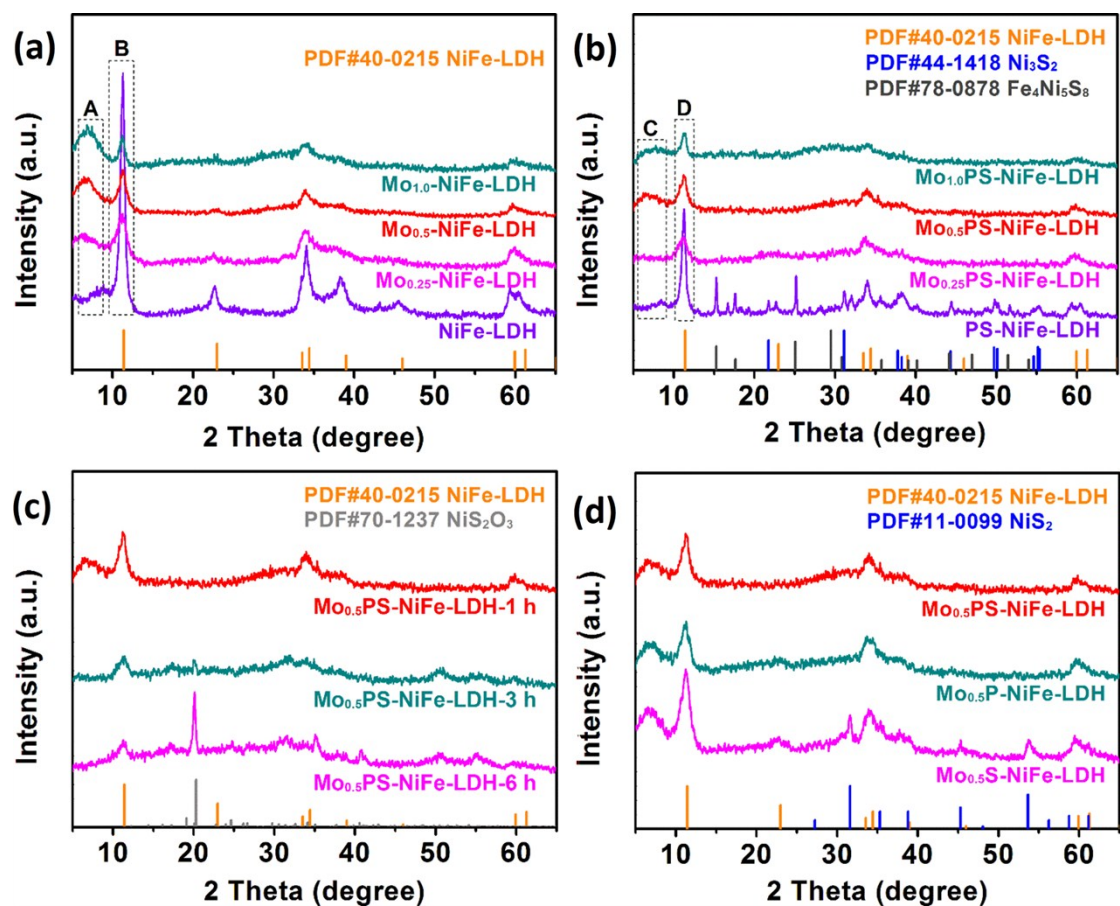 (a)
PDF#40-0215 NiFe-LDH
A
B
Mo1.0-NiFe-LDH
Mo0.5-NiFe-LDH
Mo0.25-NiFe-LDH
NiFe-LDH
Intensity (a.u.)
10 20 30 40 50 60
2 Theta (degree)
(b)
PDF#40-0215 NiFe-LDH
PDF#44-1418 Ni3S2
PDF#78-0878 Fe4Ni5S8
C
D
Mo1.0PS-NiFe-LDH
Mo0.5PS-NiFe-LDH
Mo0.25PS-NiFe-LDH
PS-NiFe-LDH
Intensity (a.u.)
10 20 30 40 50 60
2 Theta (degree)
(c)
PDF#40-0215 NiFe-LDH
PDF#70-1237 NiS2O3
Mo0.5PS-NiFe-LDH-1 h
Mo0.5PS-NiFe-LDH-3 h
Mo0.5PS-NiFe-LDH-6 h
Intensity (a.u.)
10 20 30 40 50 60
2 Theta (degree)
(d)
PDF#40-0215 NiFe-LDH
PDF#11-0099 NiS2
Mo0.5PS-NiFe-LDH
Mo0.5P-NiFe-LDH
Mo0.5S-NiFe-LDH
Intensity (a.u.)
10 20 30 40 50 60
2 Theta (degree)